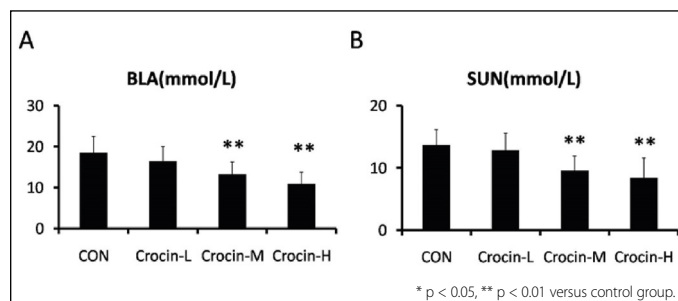 A
BLA(mmol/L)
30
20
10
0
**
**
CON Crocin-L Crocin-M Crocin-H
B
SUN(mmol/L)
20
10
0
**
**
CON Crocin-L Crocin-M Crocin-H
* p < 0.05, ** p < 0.01 versus control group.